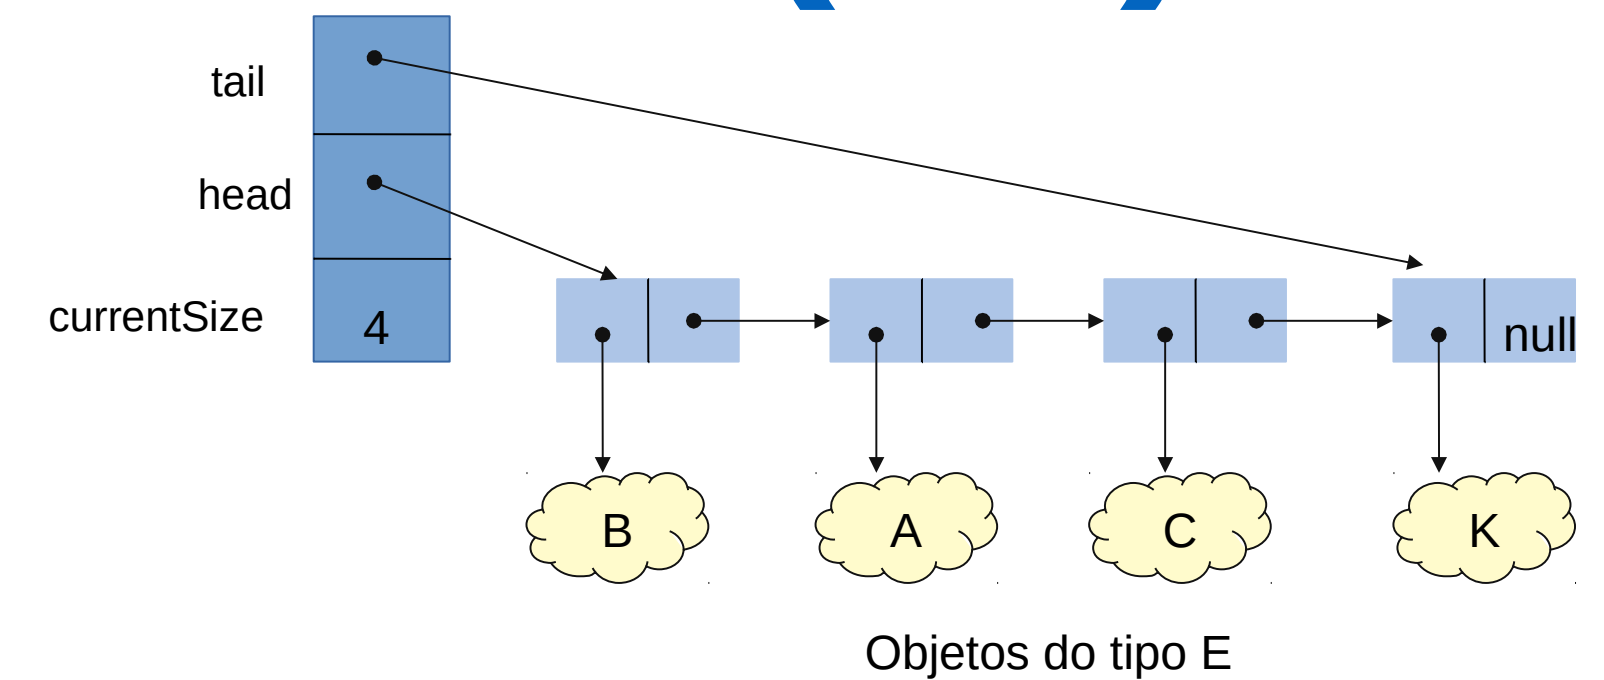 tail
head
currentSize
4
null
B
A
C
K
Objetos do tipo E